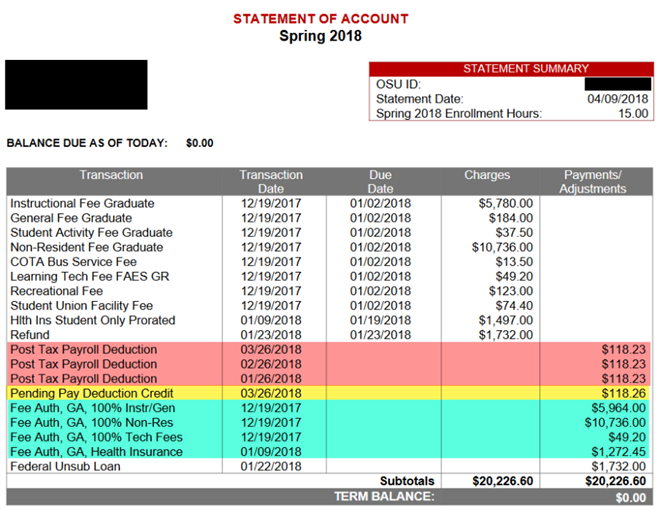 STATEMENT OF ACCOUNT
Spring 2018
STATEMENT SUMMARY
OSU ID:
Statement Date: 04/09/2018
Spring 2018 Enrollment Hours: 15.00
BALANCE DUE AS OF TODAY: $0.00
Transaction Transaction Date Due Date Charges Payments/ Adjustments
Instructional Fee Graduate 12/19/2017 01/02/2018 $5,780.00
General Fee Graduate 12/19/2017 01/02/2018 $184.00
Student Activity Fee Graduate 12/19/2017 01/02/2018 $37.50
Non-Resident Fee Graduate 12/19/2017 01/02/2018 $10,736.00
COTA Bus Service Fee 12/19/2017 01/02/2018 $13.50
Learning Tech Fee FAES GR 12/19/2017 01/02/2018 $49.20
Recreational Fee 12/19/2017 01/02/2018 $123.00
Student Union Facility Fee 12/19/2017 01/02/2018 $74.40
Hlth Ins Student Only Prorated 01/09/2018 01/19/2018 $1,497.00
Refund 01/23/2018 01/23/2018 $1,732.00
Post Tax Payroll Deduction 03/26/2018 $118.23
Post Tax Payroll Deduction 02/26/2018 $118.23
Post Tax Payroll Deduction 01/26/2018 $118.23
Pending Pay Deduction Credit 03/26/2018 $118.26
Fee Auth, GA, 100% Instr/Gen 12/19/2017 $5,964.00
Fee Auth, GA, 100% Non-Res 12/19/2017 $10,736.00
Fee Auth, GA, 100% Tech Fees 12/19/2017 $49.20
Fee Auth, GA, Health Insurance 01/09/2018 $1,272.45
Federal Unsub Loan 01/22/2018 $1,732.00
Subtotals $20,226.60 $20,226.60
TERM BALANCE: $0.00